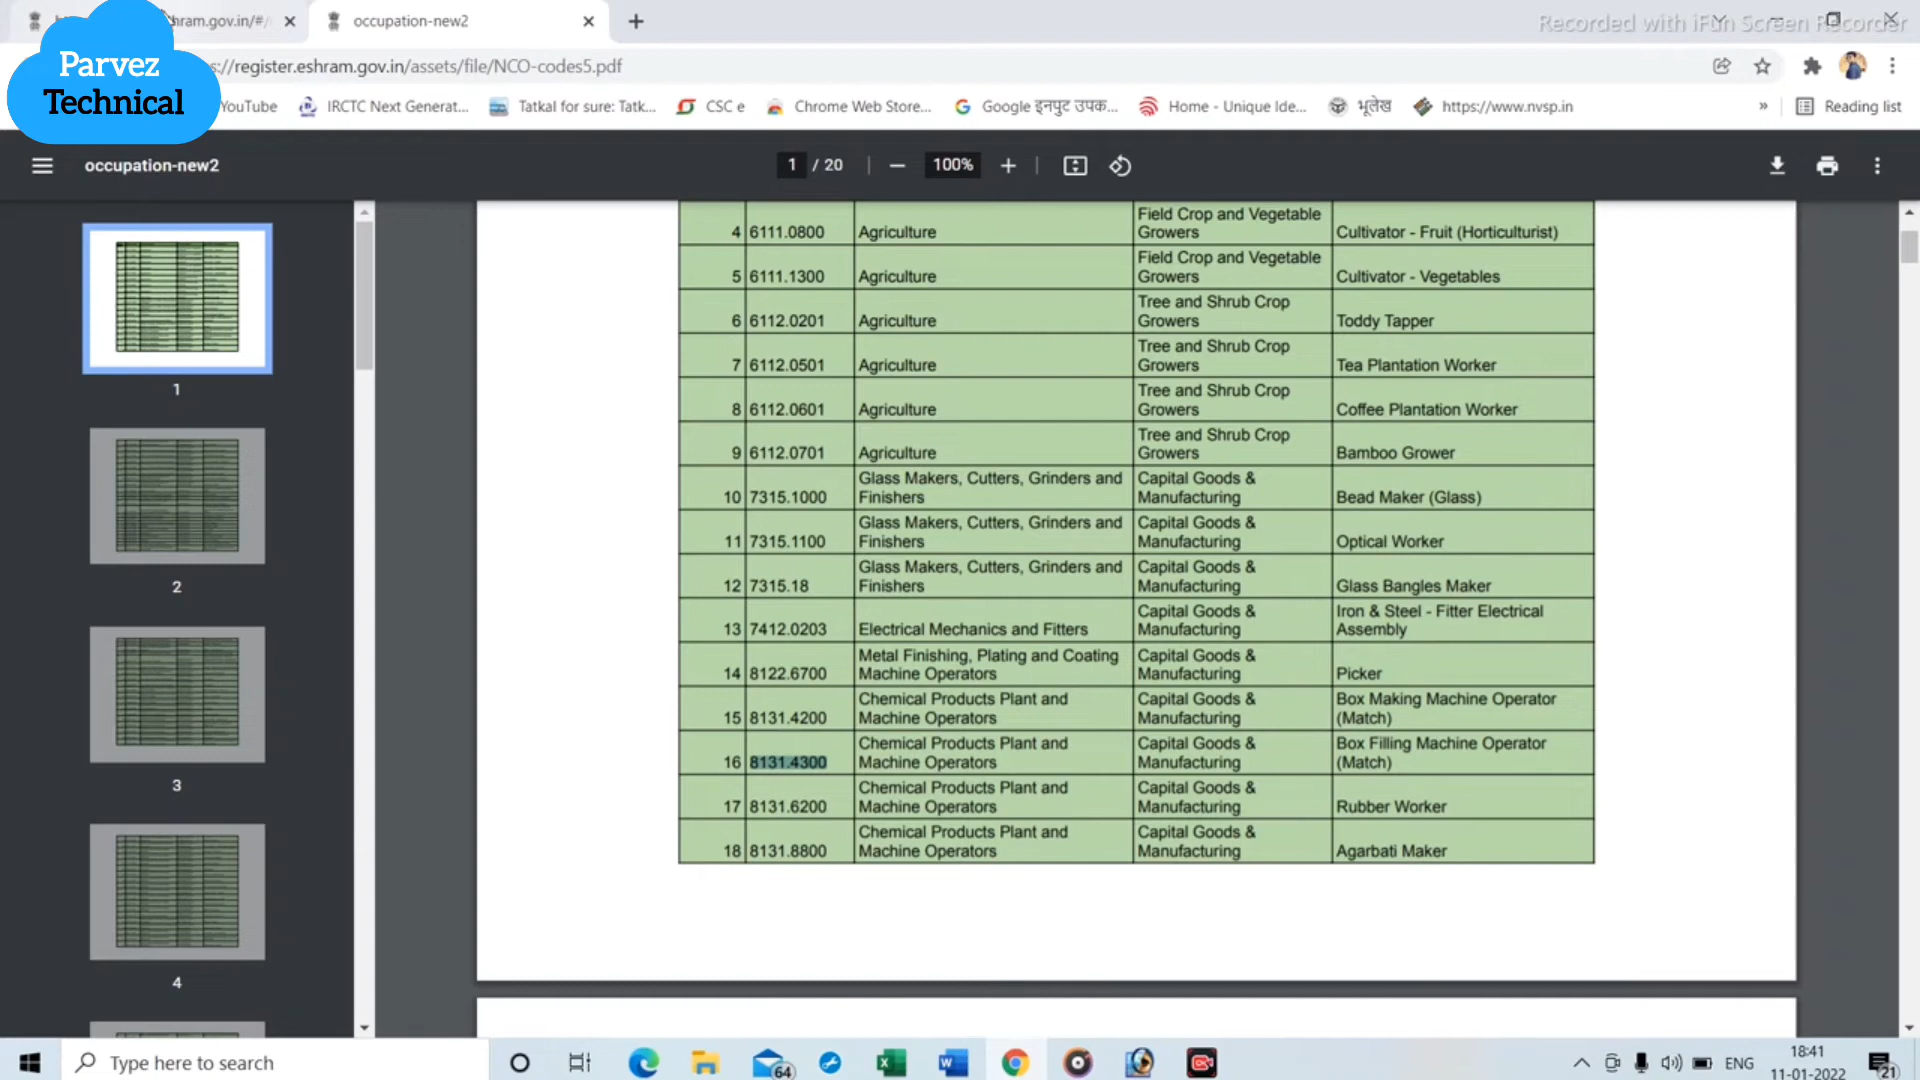 hram.gov.in/#/
occupation-new2
Recorded with iFun Screen Recorder
Parvez
Technical
s://register.eshram.gov.in/assets/file/NCO-codes5.pdf
YouTube
IRCTC Next Generat...
Tatkal for sure: Tatk...
CSC e
Chrome Web Store...
Google इनपुट उपक...
Home - Unique Ide...
भूलेख
https://www.nvsp.in
»
Reading list
occupation-new2
1 / 20
100%
4 6111.0800 Agriculture Field Crop and Vegetable Growers Cultivator - Fruit (Horticulturist)
5 6111.1300 Agriculture Field Crop and Vegetable Growers Cultivator - Vegetables
6 6112.0201 Agriculture Tree and Shrub Crop Growers Toddy Tapper
7 6112.0501 Agriculture Tree and Shrub Crop Growers Tea Plantation Worker
8 6112.0601 Agriculture Tree and Shrub Crop Growers Coffee Plantation Worker
9 6112.0701 Agriculture Tree and Shrub Crop Growers Bamboo Grower
10 7315.1000 Glass Makers, Cutters, Grinders and Finishers Capital Goods & Manufacturing Bead Maker (Glass)
11 7315.1100 Glass Makers, Cutters, Grinders and Finishers Capital Goods & Manufacturing Optical Worker
12 7315.18 Glass Makers, Cutters, Grinders and Finishers Capital Goods & Manufacturing Glass Bangles Maker
13 7412.0203 Electrical Mechanics and Fitters Capital Goods & Manufacturing Iron & Steel - Fitter Electrical Assembly
14 8122.6700 Metal Finishing, Plating and Coating Machine Operators Capital Goods & Manufacturing Picker
15 8131.4200 Chemical Products Plant and Machine Operators Capital Goods & Manufacturing Box Making Machine Operator (Match)
16 8131.4300 Chemical Products Plant and Machine Operators Capital Goods & Manufacturing Box Filling Machine Operator (Match)
17 8131.6200 Chemical Products Plant and Machine Operators Capital Goods & Manufacturing Rubber Worker
18 8131.8800 Chemical Products Plant and Machine Operators Capital Goods & Manufacturing Agarbati Maker
1
2
3
4
Type here to search
64
ENG
18:41
11-01-2022
21